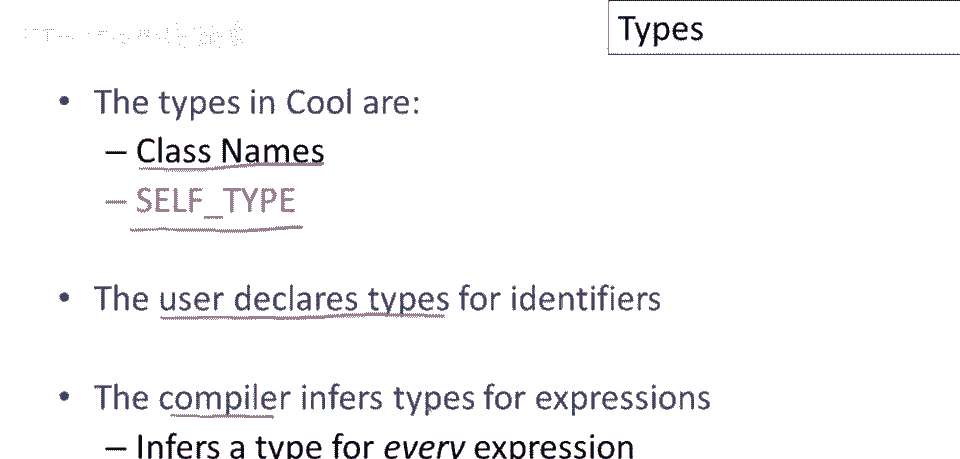 Types
• The types in Cool are:
– Class Names
– SELF_TYPE
• The user declares types for identifiers
• The compiler infers types for expressions
– Infers a type for every expression